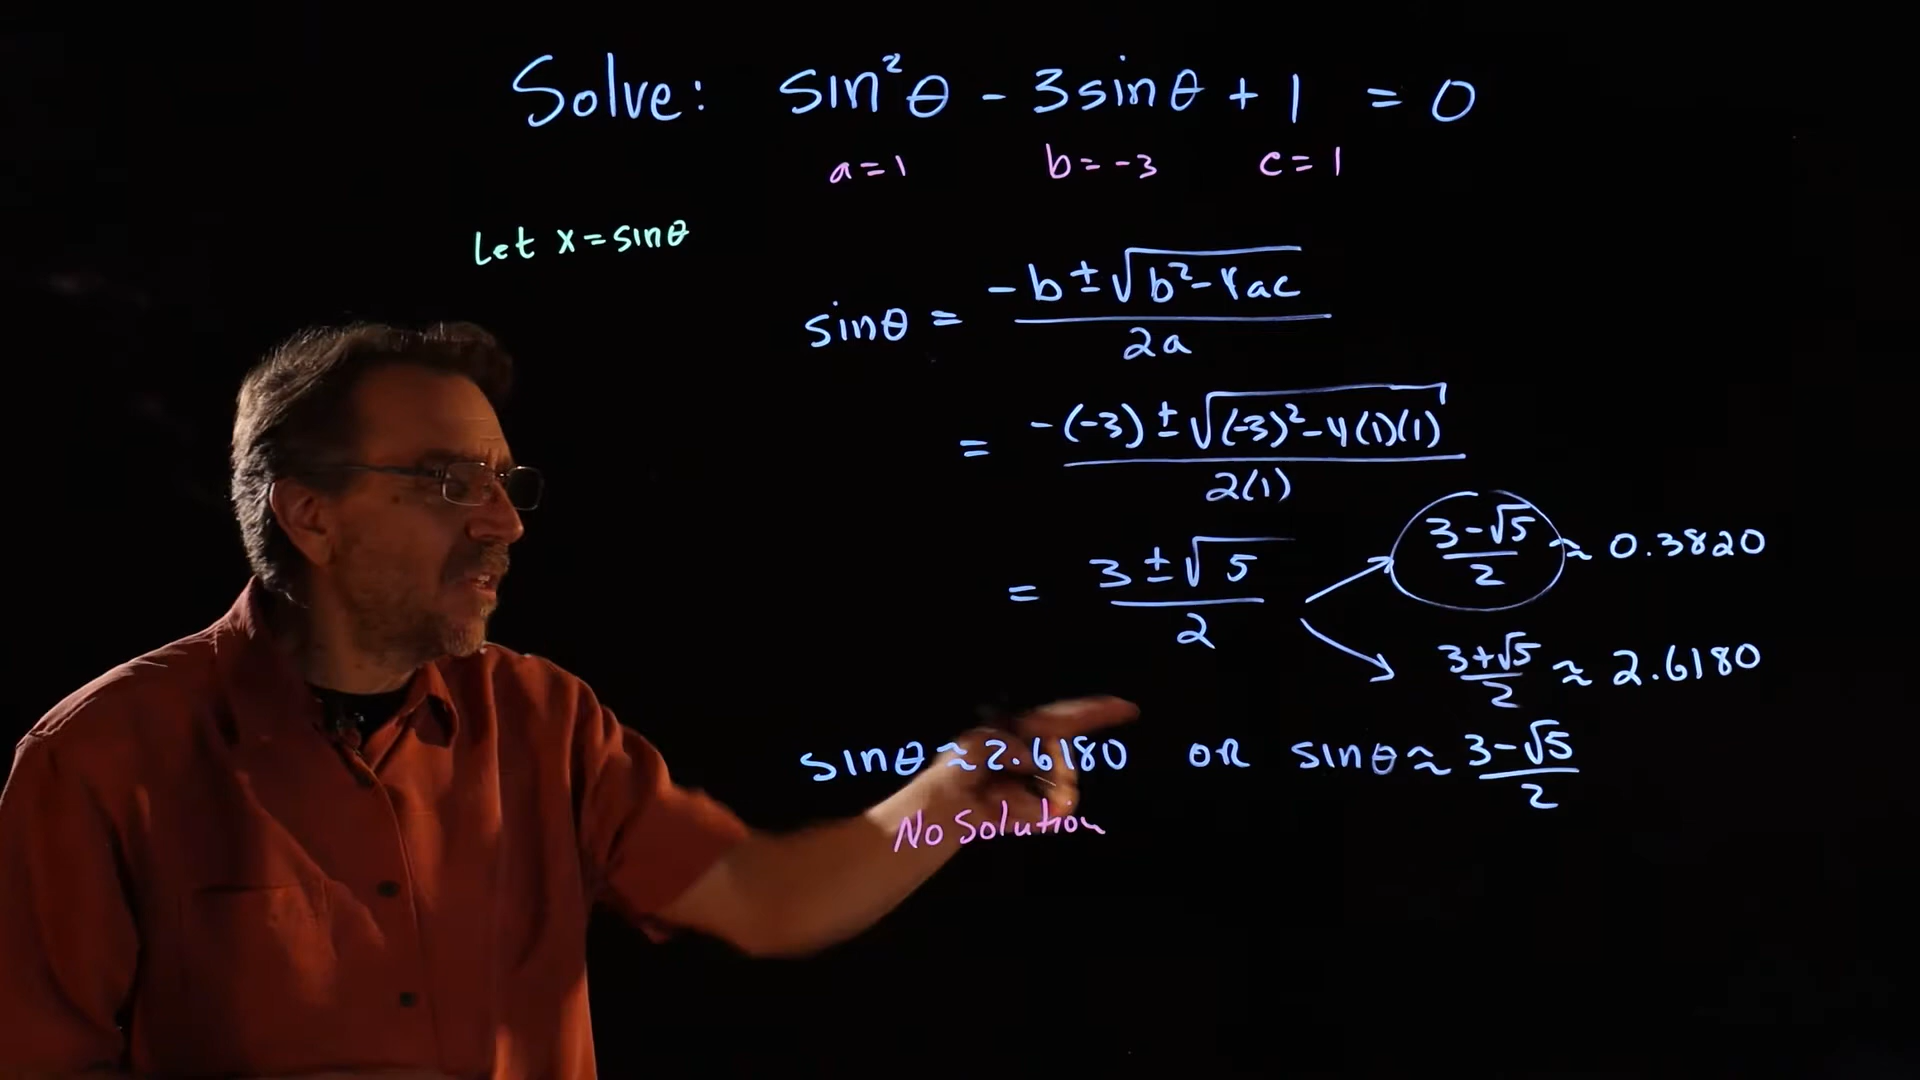 Solve: sin²θ - 3sinθ + 1 = 0
a=1 b=-3 c=1
Let x=sinθ
sinθ = (-b±√(b²-4ac))/(2a)
= (-(-3)±√((-3)²-4(1)(1)))/(2(1))
= (3±√5)/2
(3-√5)/2 ≈ 0.3820
(3+√5)/2 ≈ 2.6180
sinθ≈2.6180 OR sinθ≈(3-√5)/2
No Solution